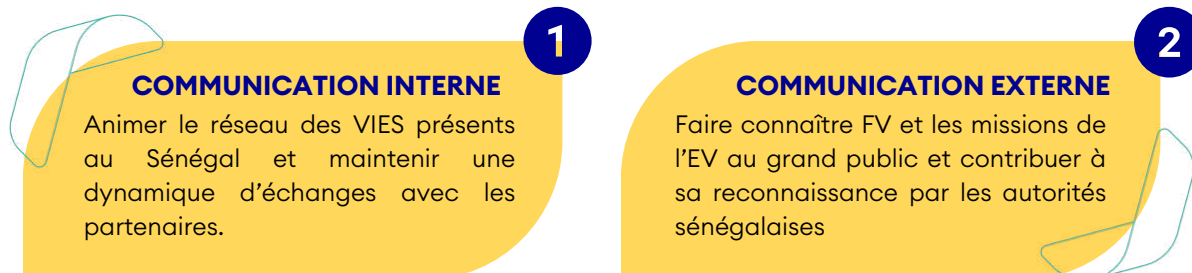 1
COMMUNICATION INTERNE
Animer le réseau des VIES présents
au Sénégal et maintenir une
dynamique d’échanges avec les
partenaires.
2
COMMUNICATION EXTERNE
Faire connaître FV et les missions de
l’EV au grand public et contribuer à
sa reconnaissance par les autorités
sénégalaises